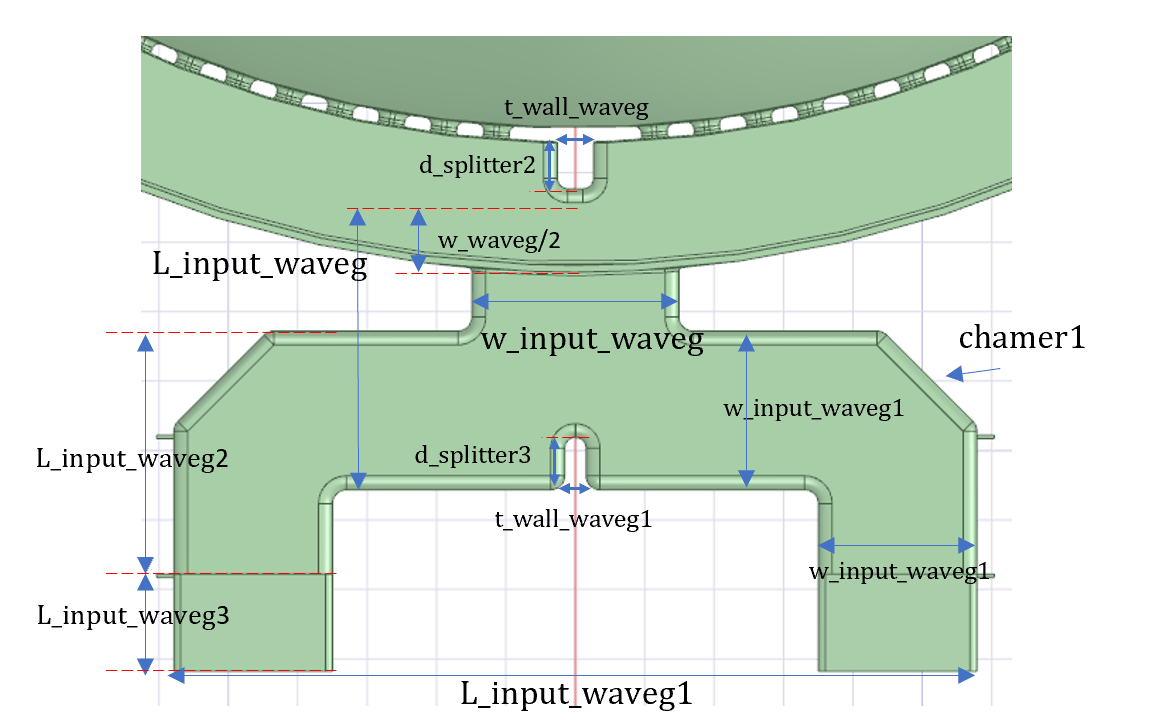 t_wall_waveg
d_splitter2
w_waveg/2
L_input_waveg
w_input_waveg
chamer1
w_input_waveg1
L_input_waveg2
d_splitter3
t_wall_waveg1
w_input_waveg1
L_input_waveg3
L_input_waveg1